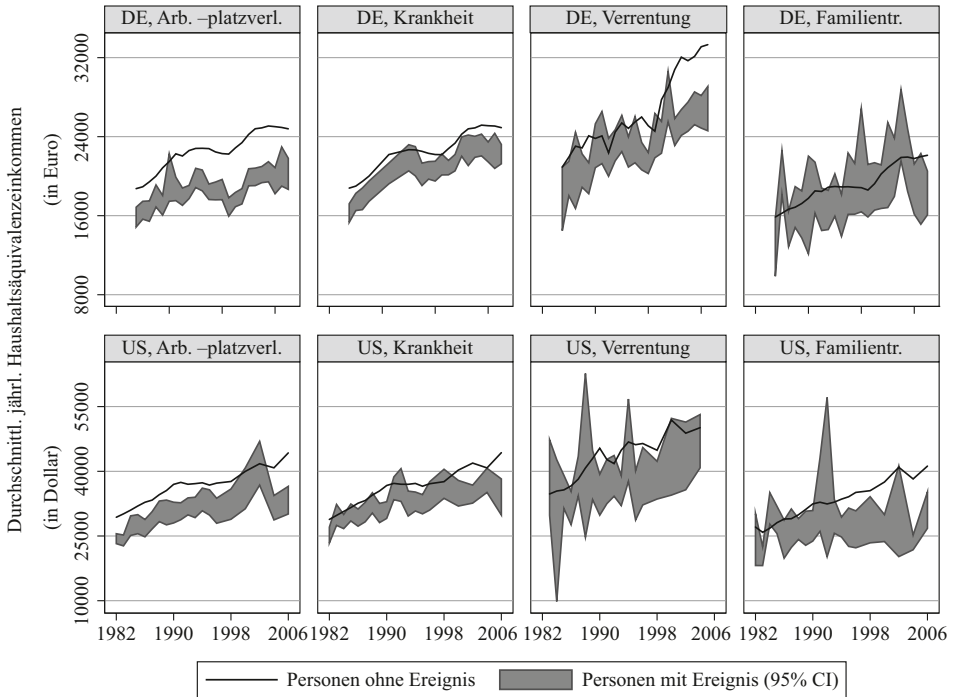 Durchschnittl. jährl. Haushaltsäquivalenzeinkommen
(in Euro)
(in Dollar)
DE, Arb. –platzverl.
DE, Krankheit
DE, Verrentung
DE, Familientr.
32000
24000
16000
8000
US, Arb. –platzverl.
US, Krankheit
US, Verrentung
US, Familientr.
55000
40000
25000
10000
1982 1990 1998 2006
1982 1990 1998 2006
1982 1990 1998 2006
1982 1990 1998 2006
Personen ohne Ereignis
Personen mit Ereignis (95% CI)